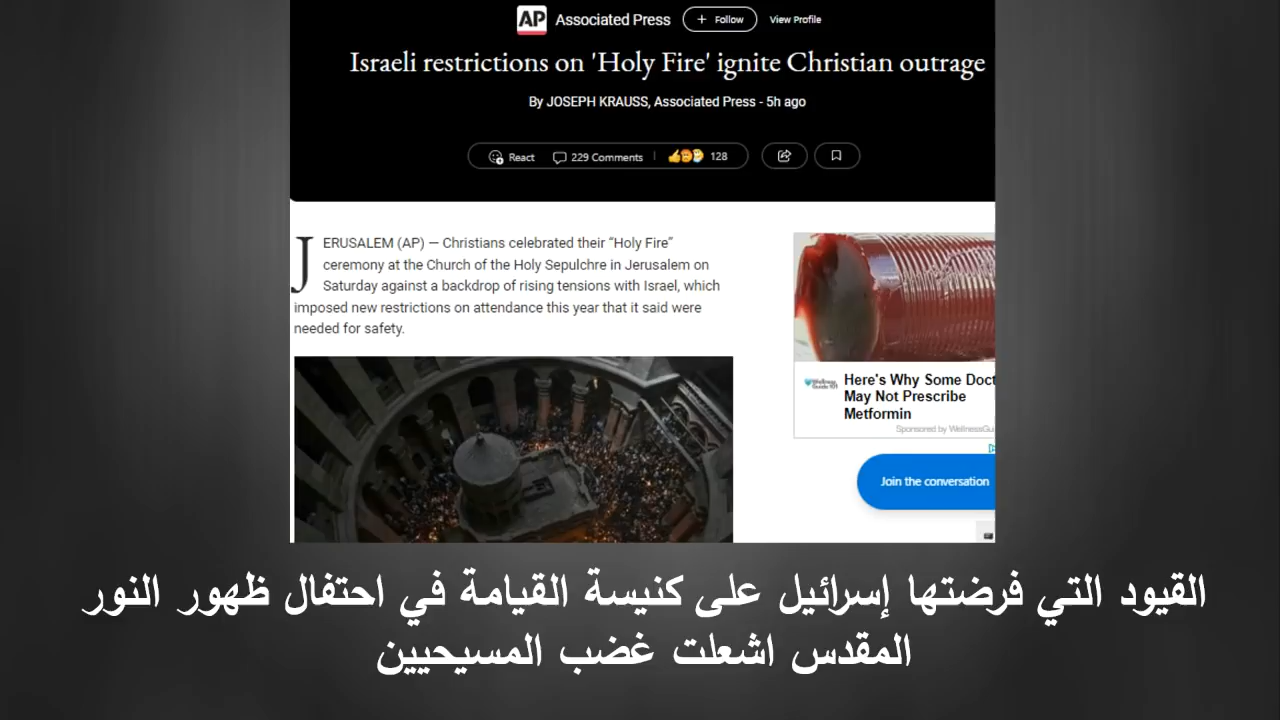 AP Associated Press + Follow View Profile
Israeli restrictions on 'Holy Fire' ignite Christian outrage
By JOSEPH KRAUSS, Associated Press - 5h ago
React 229 Comments 128
JERUSALEM (AP) — Christians celebrated their “Holy Fire”
ceremony at the Church of the Holy Sepulchre in Jerusalem on
Saturday against a backdrop of rising tensions with Israel, which
imposed new restrictions on attendance this year that it said were
needed for safety.
Wellness Guide 101
Here's Why Some Doct
May Not Prescribe
Metformin
Sponsored by WellnessGu
Join the conversation
القيود التي فرضتها إسرائيل على كنيسة القيامة في احتفال ظهور النور
المقدس اشعلت غضب المسيحيين